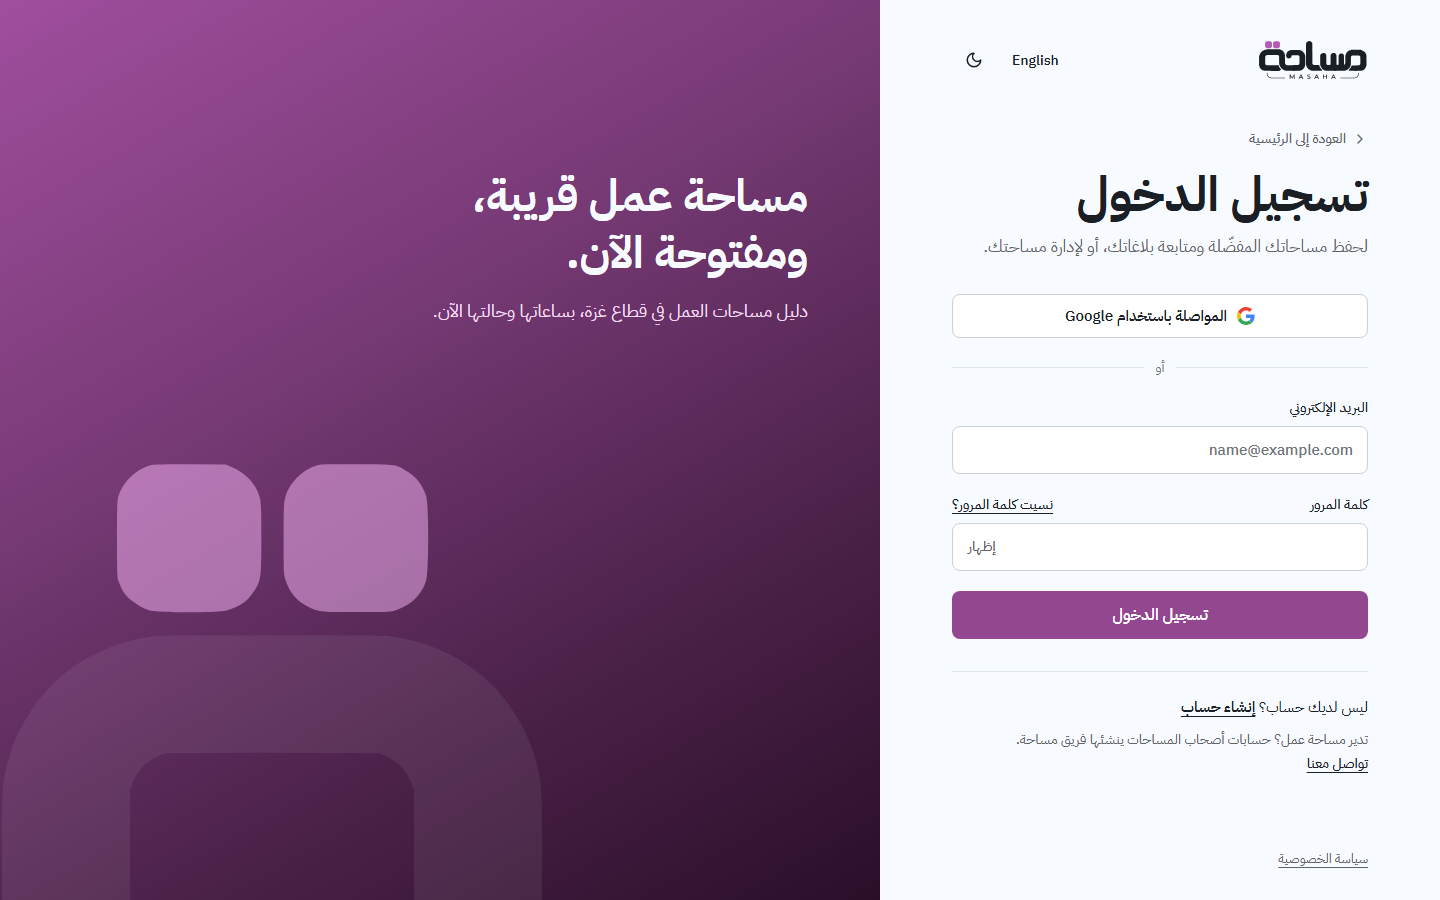 مساحة
MASAHA
English
العودة إلى الرئيسية
تسجيل الدخول
لحفظ مساحاتك المفضّلة ومتابعة بلاغاتك، أو لإدارة مساحتك.
المواصلة باستخدام Google
أو
البريد الإلكتروني
name@example.com
كلمة المرور
نسيت كلمة المرور؟
إظهار
تسجيل الدخول
ليس لديك حساب؟ إنشاء حساب
تدير مساحة عمل؟ حسابات أصحاب المساحات ينشئها فريق مساحة.
تواصل معنا
سياسة الخصوصية
مساحة عمل قريبة،
ومفتوحة الآن.
دليل مساحات العمل في قطاع غزة، بساعاتها وحالتها الآن.